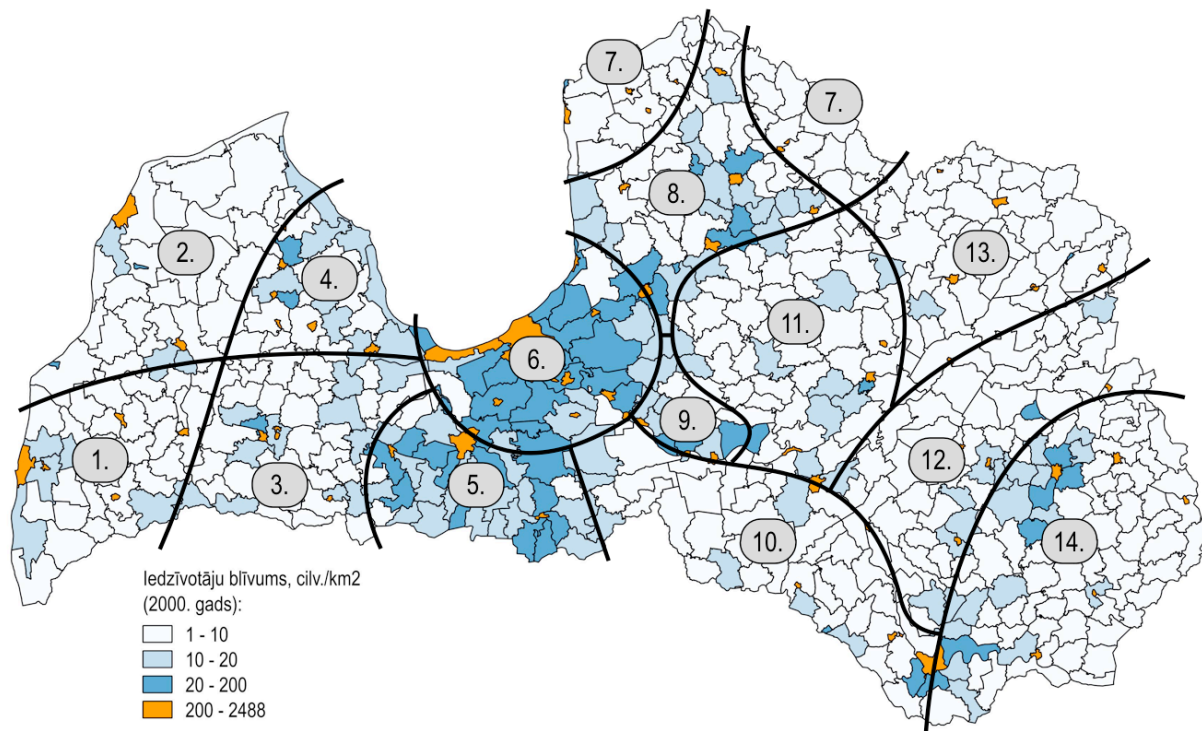 7.
7.
8.
2.
13.
4.
11.
6.
9.
1.
12.
3.
5.
10.
14.
Iedzīvotāju blīvums, cilv./km2
(2000. gads):
1 - 10
10 - 20
20 - 200
200 - 2488